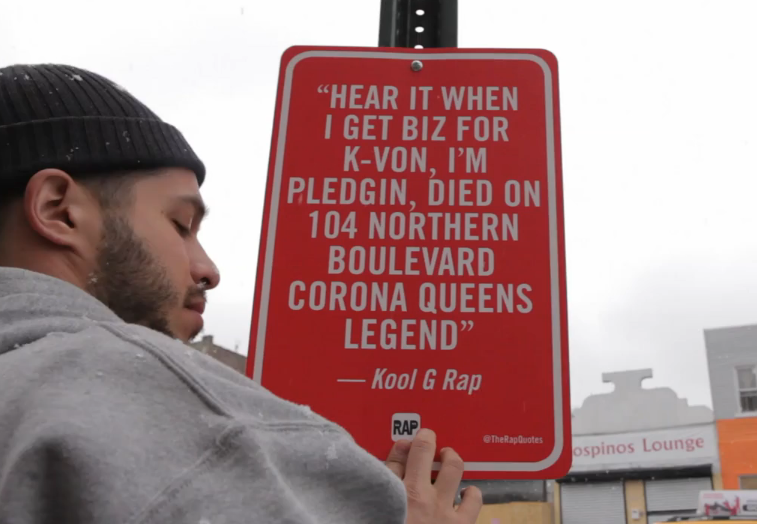 “HEAR IT WHEN
I GET BIZ FOR
K-VON, I’M
PLEDGIN, DIED ON
104 NORTHERN
BOULEVARD
CORONA QUEENS
LEGEND”
— Kool G Rap
RAP
@TheRapQuotes
ospinos Lounge